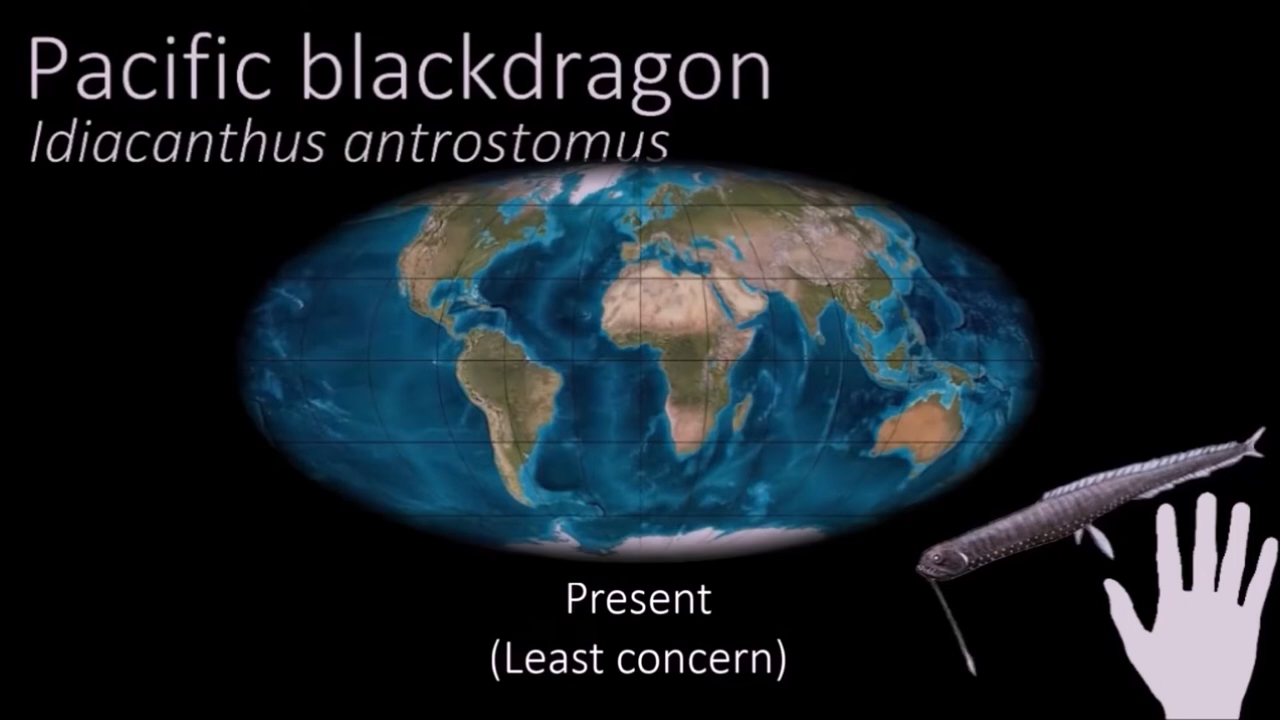 Pacific blackdragon
Idiacanthus antrostomus
Present
(Least concern)